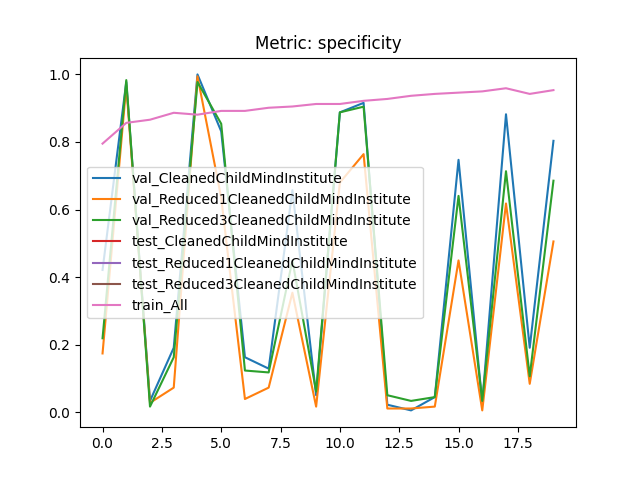 Metric: specificity
1.0
0.8
0.6
0.4
0.2
0.0
val_CleanedChildMindInstitute
val_Reduced1CleanedChildMindInstitute
val_Reduced3CleanedChildMindInstitute
test_CleanedChildMindInstitute
test_Reduced1CleanedChildMindInstitute
test_Reduced3CleanedChildMindInstitute
train_All
0.0 2.5 5.0 7.5 10.0 12.5 15.0 17.5